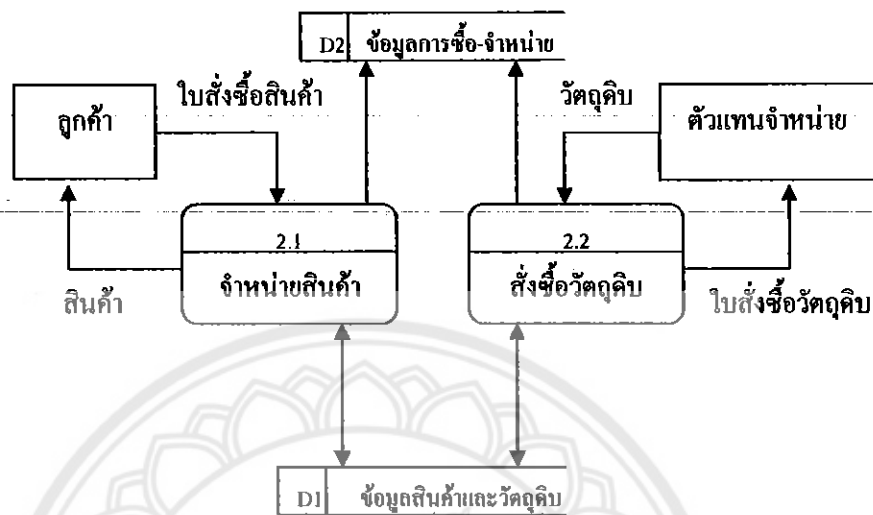 D2 ข้อมูลการซื้อ-จำหน่าย
ใบสั่งซื้อสินค้า
วัตถุดิบ
ลูกค้า
ตัวแทนจำหน่าย
2.1
2.2
จำหน่ายสินค้า
สั่งซื้อวัตถุดิบ
สินค้า
ใบสั่งซื้อวัตถุดิบ
D1 ข้อมูลสินค้าและวัตถุดิบ